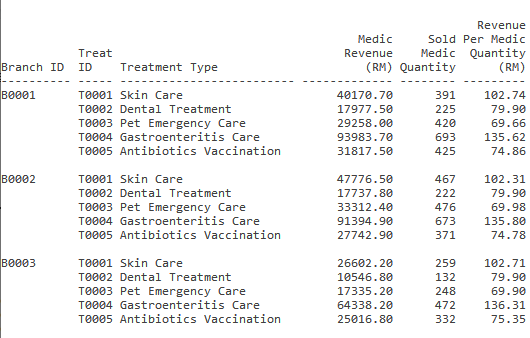 Revenue
Medic Sold Per Medic
Treat Revenue Medic Quantity
Branch ID ID Treatment Type (RM) Quantity (RM)
--------- ----- ------------------------- ----------- -------- ---------
B0001 T0001 Skin Care 40170.70 391 102.74
T0002 Dental Treatment 17977.50 225 79.90
T0003 Pet Emergency Care 29258.00 420 69.66
T0004 Gastroenteritis Care 93983.70 693 135.62
T0005 Antibiotics Vaccination 31817.50 425 74.86
B0002 T0001 Skin Care 47776.50 467 102.31
T0002 Dental Treatment 17737.80 222 79.90
T0003 Pet Emergency Care 33312.40 476 69.98
T0004 Gastroenteritis Care 91394.90 673 135.80
T0005 Antibiotics Vaccination 27742.90 371 74.78
B0003 T0001 Skin Care 26602.20 259 102.71
T0002 Dental Treatment 10546.80 132 79.90
T0003 Pet Emergency Care 17335.20 248 69.90
T0004 Gastroenteritis Care 64338.20 472 136.31
T0005 Antibiotics Vaccination 25016.80 332 75.35